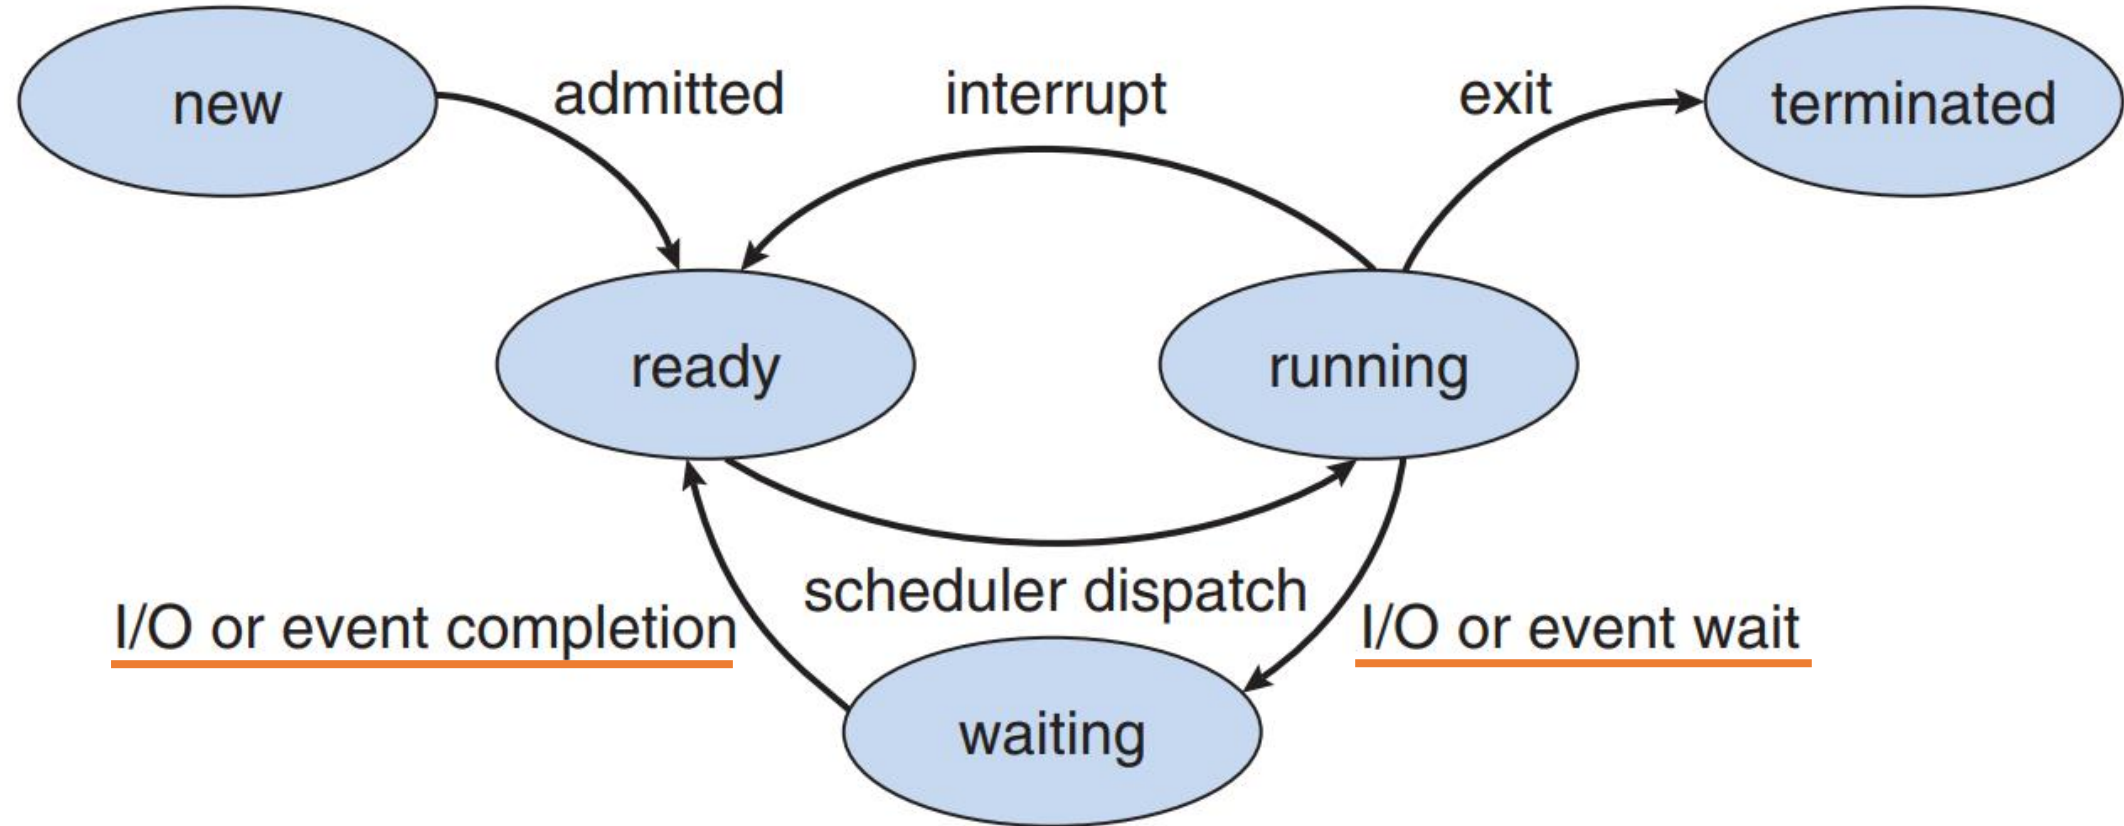 new
admitted
interrupt
exit
terminated
ready
running
scheduler dispatch
I/O or event completion
I/O or event wait
waiting